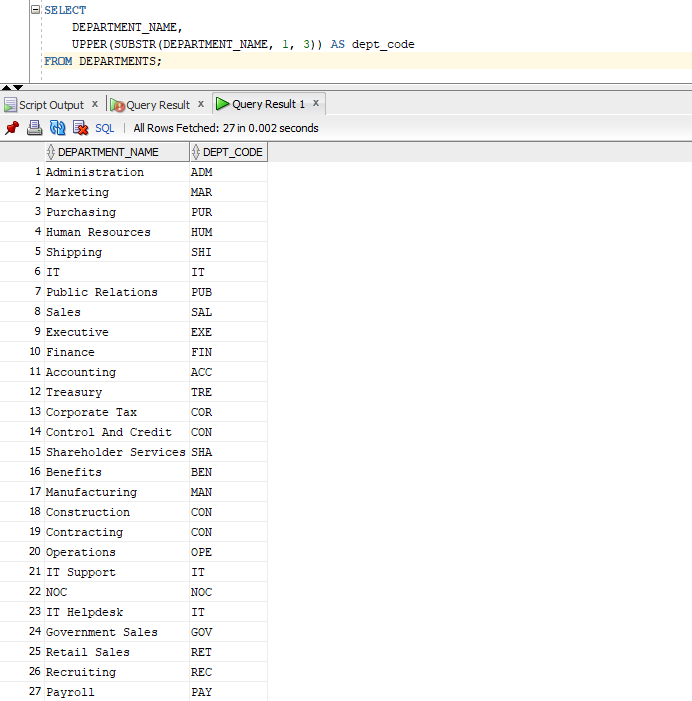 SELECT
DEPARTMENT_NAME,
UPPER(SUBSTR(DEPARTMENT_NAME, 1, 3)) AS dept_code
FROM DEPARTMENTS;
Script Output x Query Result x Query Result 1 x
SQL | All Rows Fetched: 27 in 0.002 seconds
DEPARTMENT_NAME DEPT_CODE
1 Administration ADM
2 Marketing MAR
3 Purchasing PUR
4 Human Resources HUM
5 Shipping SHI
6 IT IT
7 Public Relations PUB
8 Sales SAL
9 Executive EXE
10 Finance FIN
11 Accounting ACC
12 Treasury TRE
13 Corporate Tax COR
14 Control And Credit CON
15 Shareholder Services SHA
16 Benefits BEN
17 Manufacturing MAN
18 Construction CON
19 Contracting CON
20 Operations OPE
21 IT Support IT
22 NOC NOC
23 IT Helpdesk IT
24 Government Sales GOV
25 Retail Sales RET
26 Recruiting REC
27 Payroll PAY